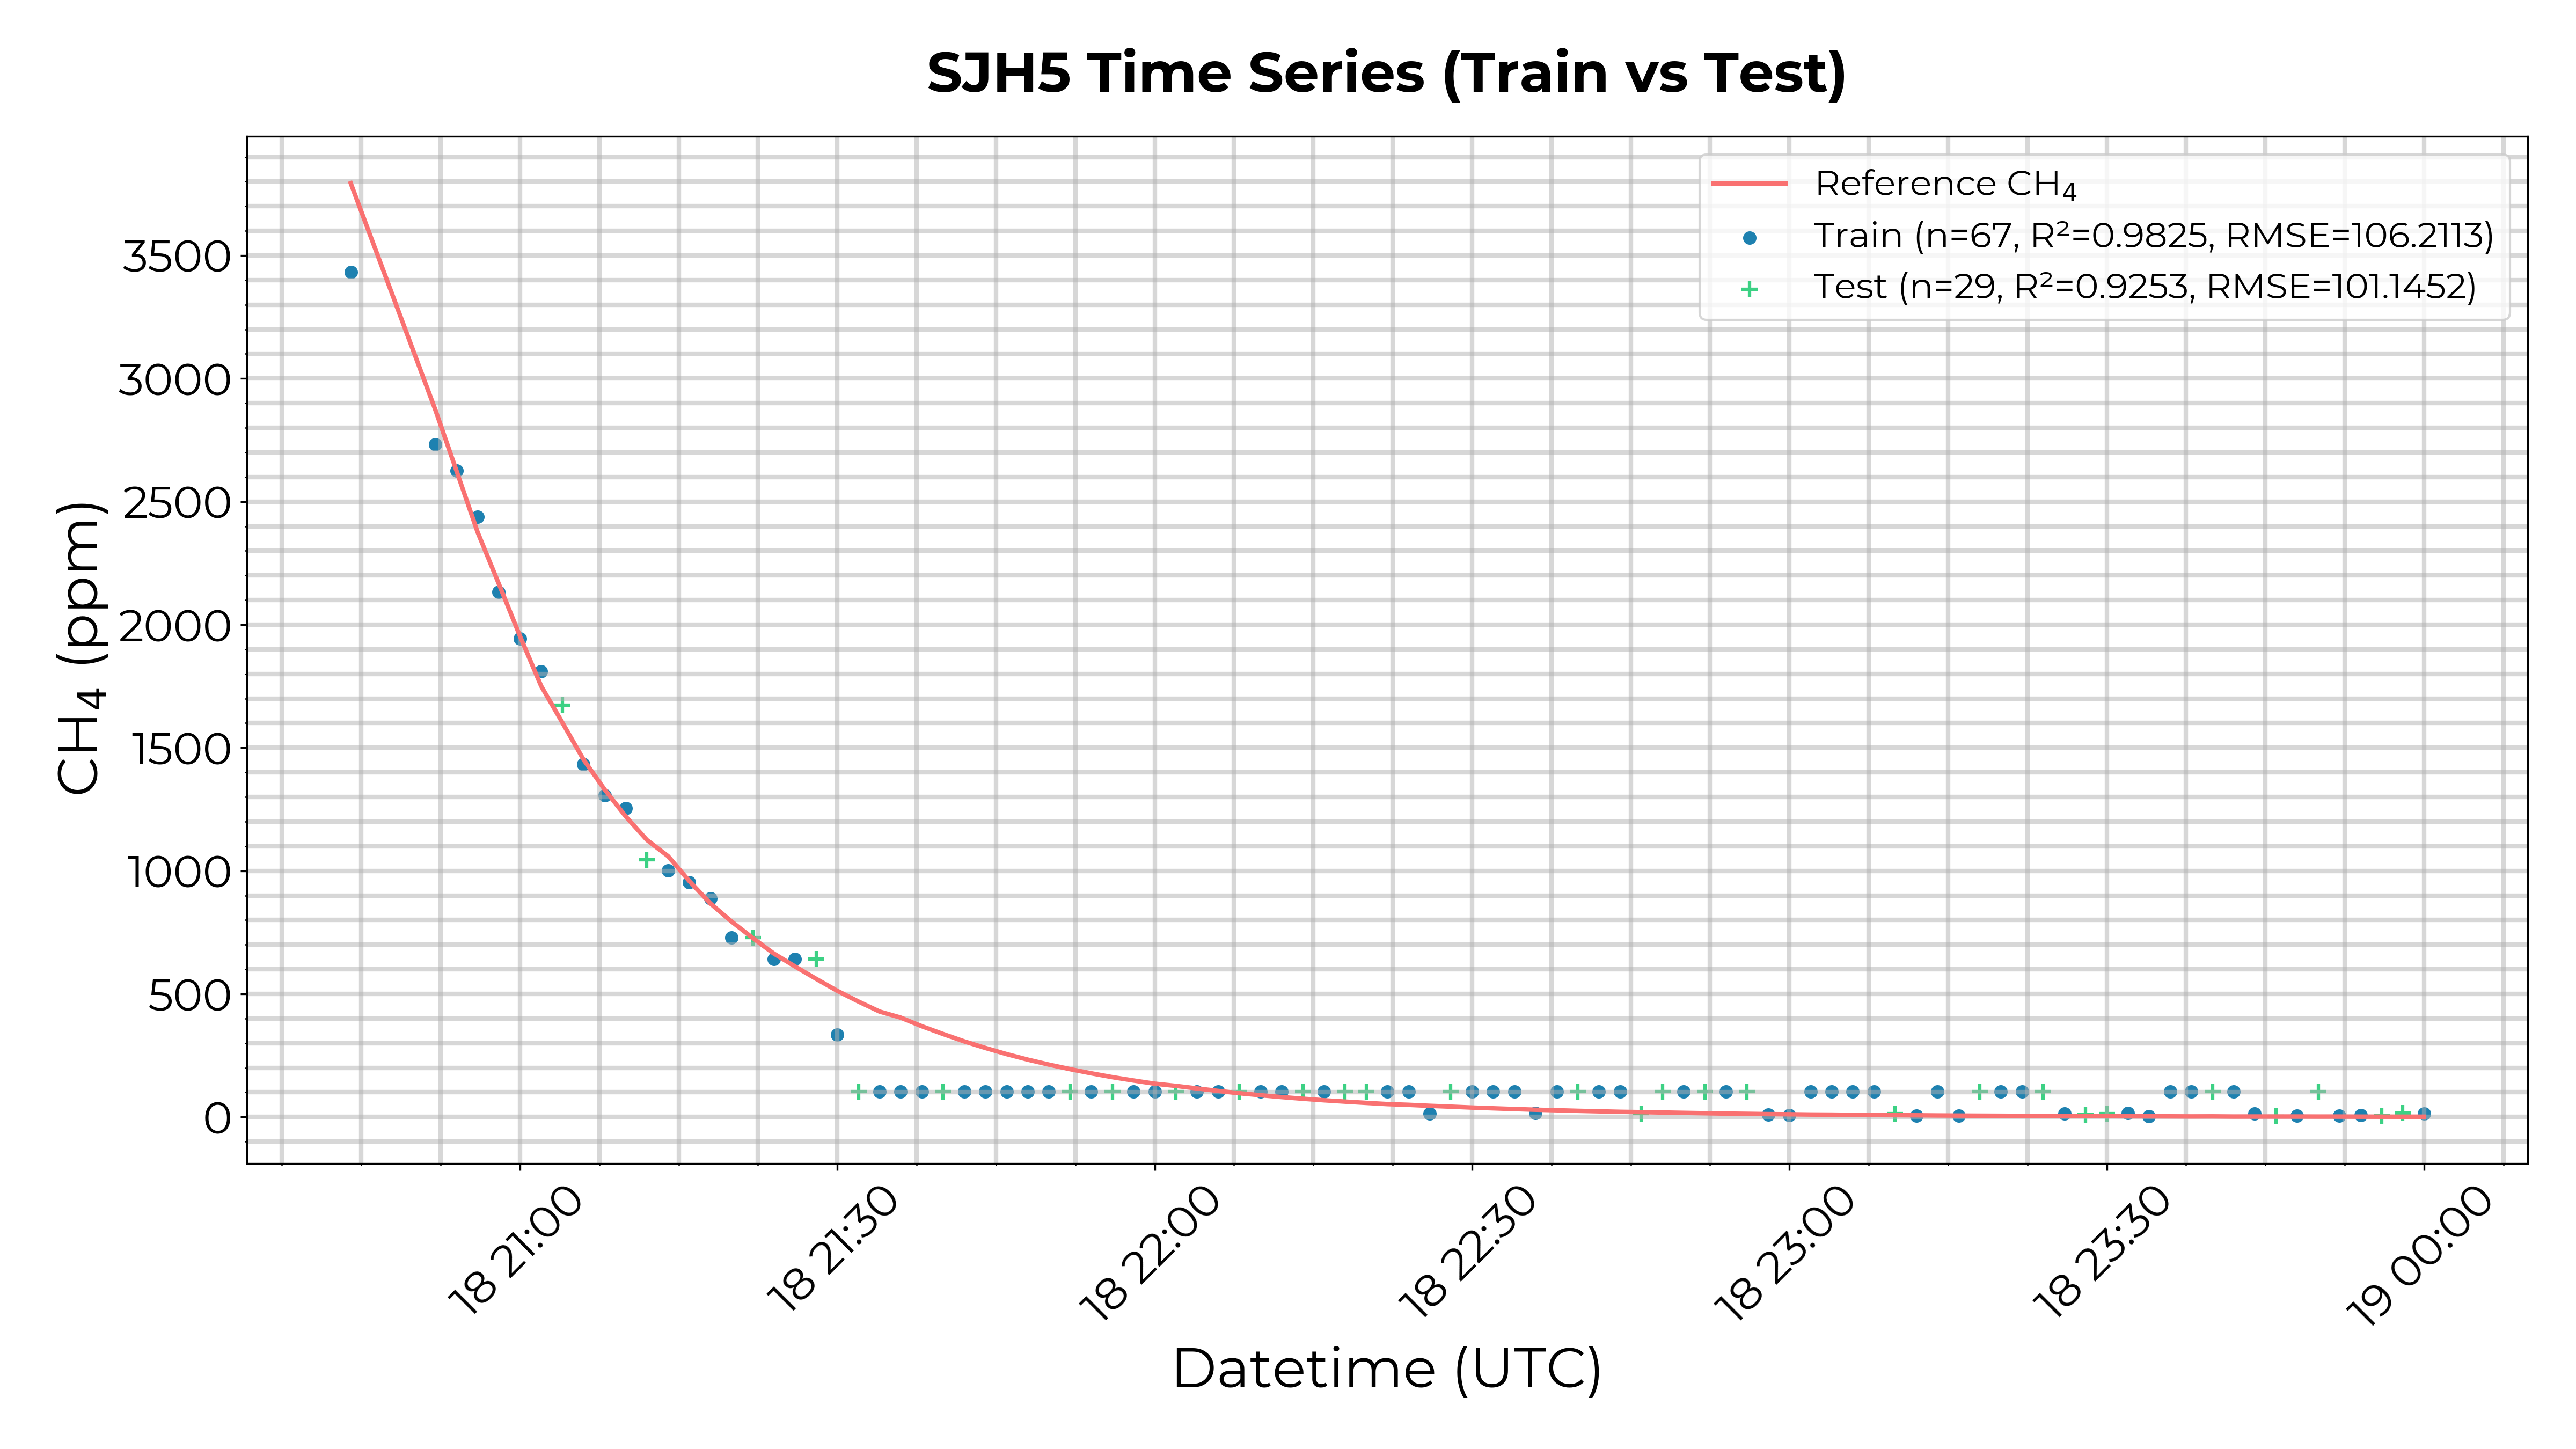 SJH5 Time Series (Train vs Test)
Reference CH₄
Train (n=67, R²=0.9825, RMSE=106.2113)
Test (n=29, R²=0.9253, RMSE=101.1452)
CH₄ (ppm)
3500
3000
2500
2000
1500
1000
500
0
18 21:00
18 21:30
18 22:00
18 22:30
18 23:00
18 23:30
19 00:00
Datetime (UTC)